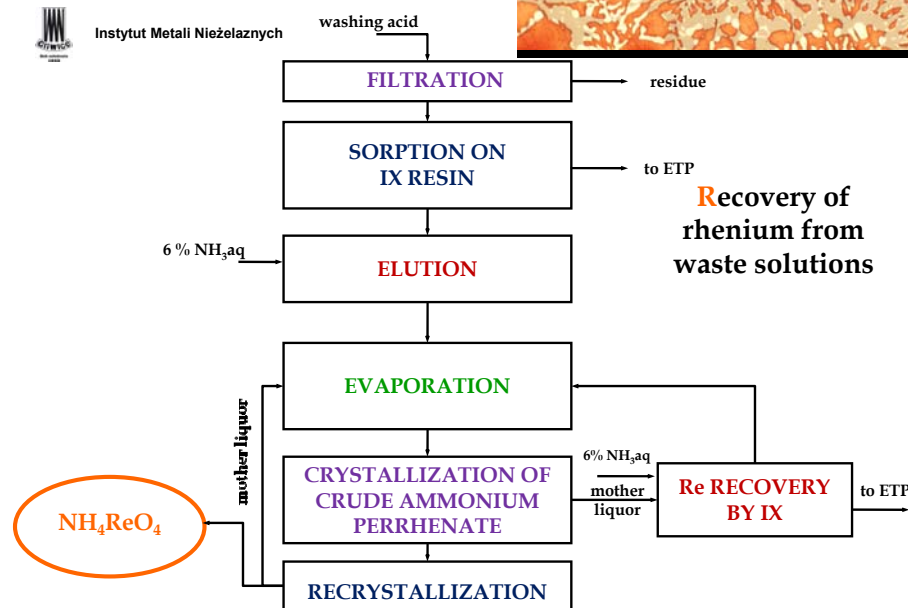 Instytut Metali Nieżelaznych
washing acid
FILTRATION
residue
SORPTION ON
IX RESIN
to ETP
Recovery of
rhenium from
waste solutions
6 % NH₃aq
ELUTION
EVAPORATION
mother liquor
CRYSTALLIZATION OF
CRUDE AMMONIUM
PERRHENATE
6% NH₃aq
mother
liquor
Re RECOVERY
BY IX
to ETP
NH₄ReO₄
RECRYSTALLIZATION